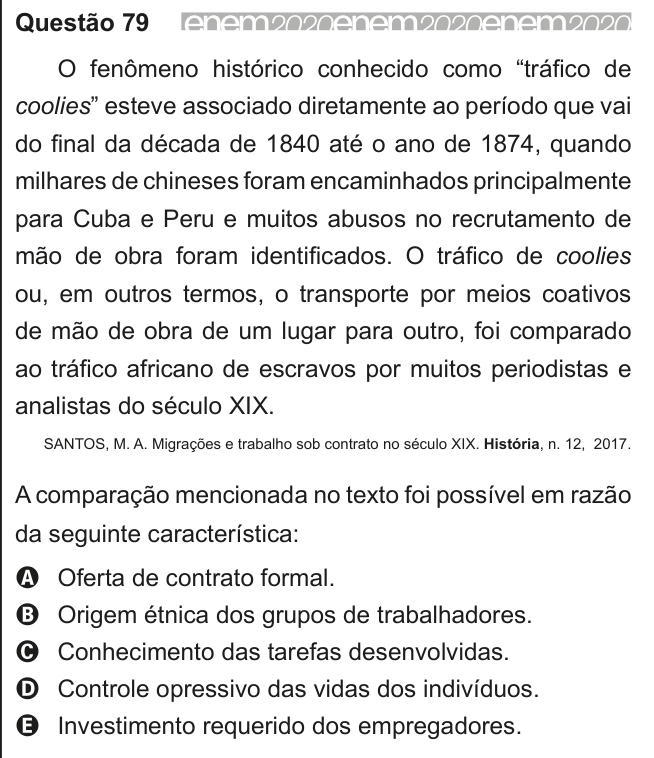 Questão 79 enem2020enem2020enem2020
O fenômeno histórico conhecido como “tráfico de
coolies” esteve associado diretamente ao período que vai
do final da década de 1840 até o ano de 1874, quando
milhares de chineses foram encaminhados principalmente
para Cuba e Peru e muitos abusos no recrutamento de
mão de obra foram identificados. O tráfico de coolies
ou, em outros termos, o transporte por meios coativos
de mão de obra de um lugar para outro, foi comparado
ao tráfico africano de escravos por muitos periodistas e
analistas do século XIX.
SANTOS, M. A. Migrações e trabalho sob contrato no século XIX. História, n. 12, 2017.
A comparação mencionada no texto foi possível em razão
da seguinte característica:
A Oferta de contrato formal.
B Origem étnica dos grupos de trabalhadores.
C Conhecimento das tarefas desenvolvidas.
D Controle opressivo das vidas dos indivíduos.
E Investimento requerido dos empregadores.